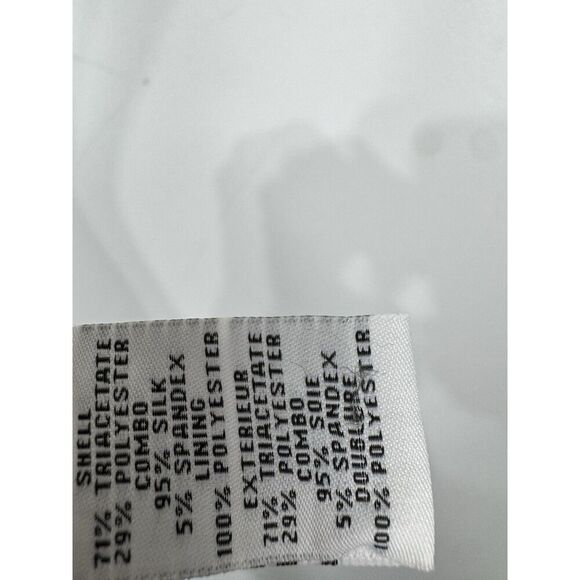 SHELL
71% TRIACETATE
29% POLYESTER
COMBO
95% SILK
5% SPANDEX
LINING
100% POLYESTER
EXTERIEUR
71% TRIACETATE
29% POLYESTER
COMBO
95% SOIE
5% SPANDEX
DOUBLURE
100% POLYESTER